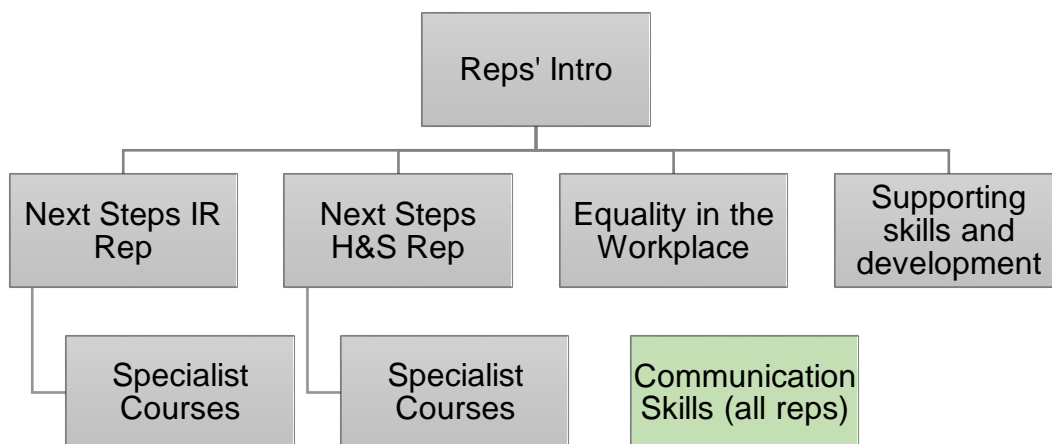 Reps' Intro
Next Steps IR
Rep
Next Steps
H&S Rep
Equality in the
Workplace
Supporting
skills and
development
Specialist
Courses
Specialist
Courses
Communication
Skills (all reps)